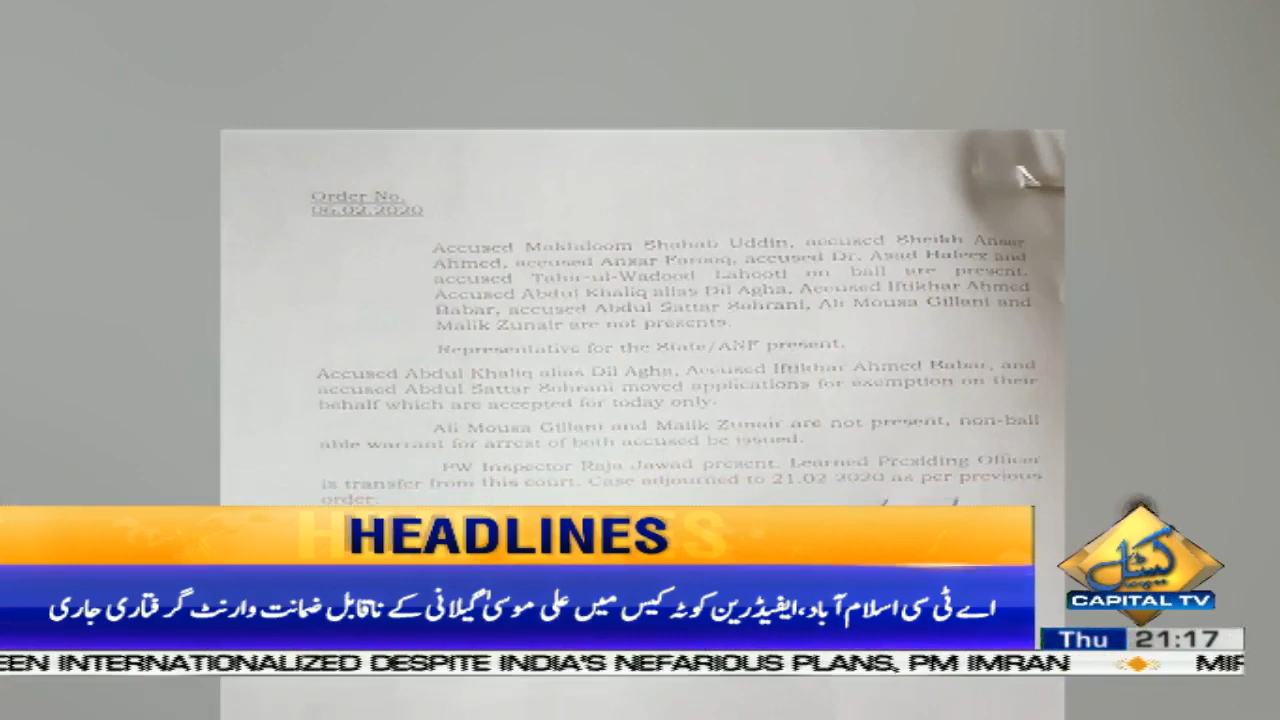 Order No.
06.02.2020
Accused Makhdoom Shahab Uddin, accused Sheikh Ansar
Ahmed, accused Ansar Farooq, accused Dr. Asad Hafeez and
accused Tahir-ul-Wadood Lahooti on bail are present.
Accused Abdul Khaliq alias Dil Agha, Accused Iftikhar Ahmed
Babar, accused Abdul Sattar Sohrani, Ali Mousa Gillani and
Malik Zunair are not presents.
Representative for the State/ANF present.
Accused Abdul Khaliq alias Dil Agha, Accused Iftikhar Ahmed Babar, and
accused Abdul Sattar Sohrani moved applications for exemption on their
behalf which are accepted for today only.
Ali Mousa Gillani and Malik Zunair are not present, non-bail
able warrant for arrest of both accused be issued.
PW Inspector Raja Jawad present. Learned Presiding Officer
is transfer from this court. Case adjourned to 21.02 2020 as per previous
order.
HEADLINES
اے ٹی سی اسلام آباد، ایفیڈرین کوٹہ کیس میں علی موسیٰ گیلانی کے ناقابل ضمانت وارنٹ گرفتاری جاری
کیپٹل
CAPITAL TV
Thu 21:17
EEN INTERNATIONALIZED DESPITE INDIA'S NEFARIOUS PLANS, PM IMRAN